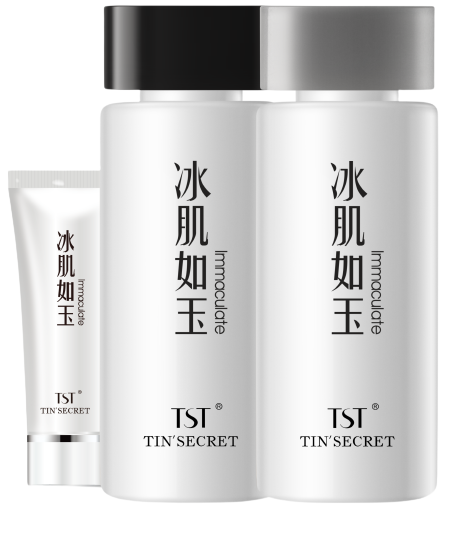 冰肌如玉
Immaculate
TST®
TIN'SECRET
冰肌如玉
Immaculate
TST®
TIN'SECRET
冰肌如玉
Immaculate
TST®
TIN'SECRET